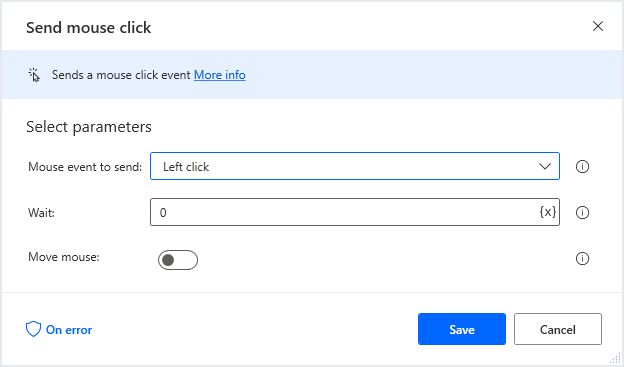 Send mouse click
Sends a mouse click event More info
Select parameters
Mouse event to send: Left click
Wait: 0 {x}
Move mouse:
On error Save Cancel